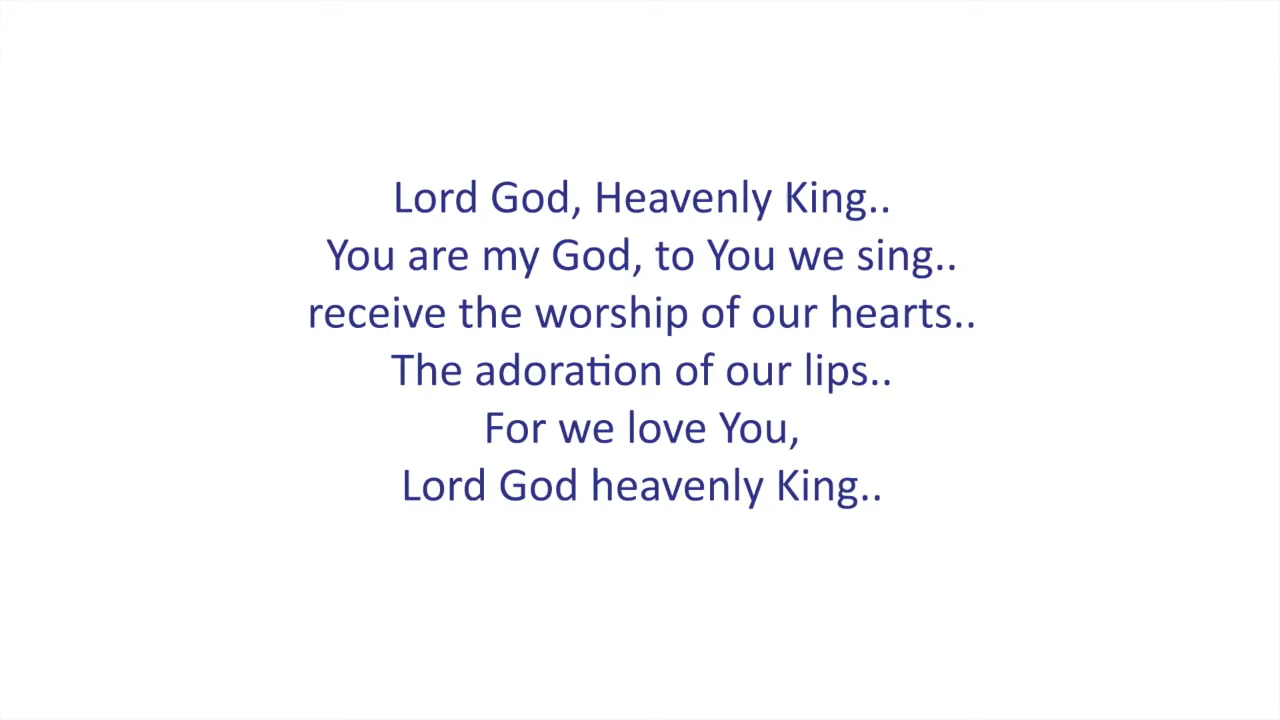 Lord God, Heavenly King..
You are my God, to You we sing..
receive the worship of our hearts..
The adoration of our lips..
For we love You,
Lord God heavenly King..